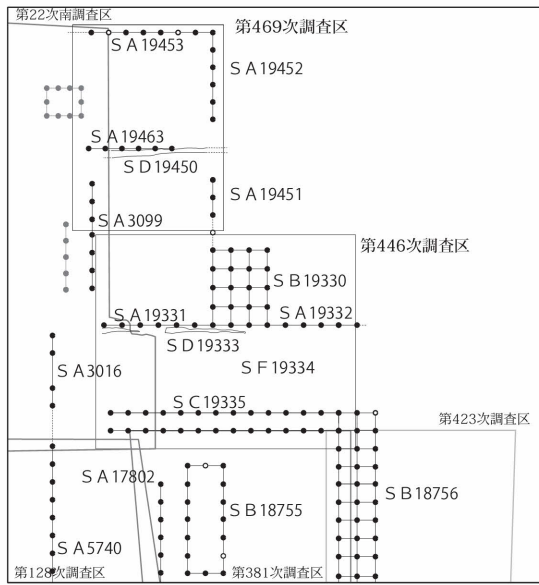 第22次南調査区
第469次調査区
ＳＡ19453
ＳＡ19452
ＳＡ19463
ＳＤ19450
ＳＡ19451
ＳＡ3099
第446次調査区
ＳＢ19330
ＳＡ19331
ＳＡ19332
ＳＤ19333
ＳＦ19334
ＳＡ3016
ＳＣ19335
第423次調査区
ＳＡ17802
ＳＢ18756
ＳＢ18755
ＳＡ5740
第128次調査区
第381次調査区